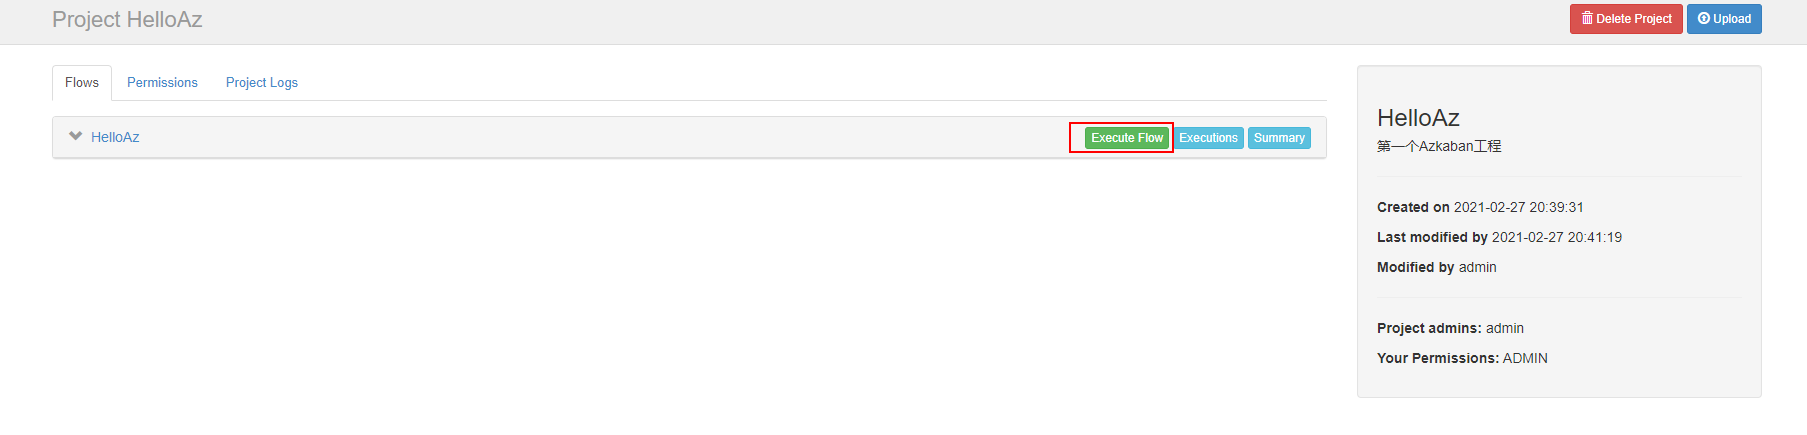 Project HelloAz
Delete Project
Upload
Flows
Permissions
Project Logs
HelloAz
Execute Flow
Executions
Summary
HelloAz
第一个Azkaban工程
Created on 2021-02-27 20:39:31
Last modified by 2021-02-27 20:41:19
Modified by admin
Project admins: admin
Your Permissions: ADMIN